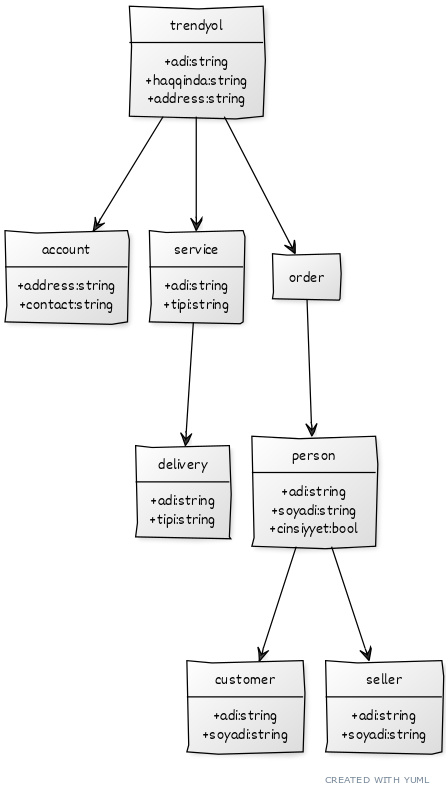 trendyol
+adi:string
+haqqinda:string
+address:string
account
+address:string
+contact:string
service
+adi:string
+tipi:string
order
delivery
+adi:string
+tipi:string
person
+adi:string
+soyadi:string
+cinsiyyet:bool
customer
+adi:string
+soyadi:string
seller
+adi:string
+soyadi:string
CREATED WITH YUML